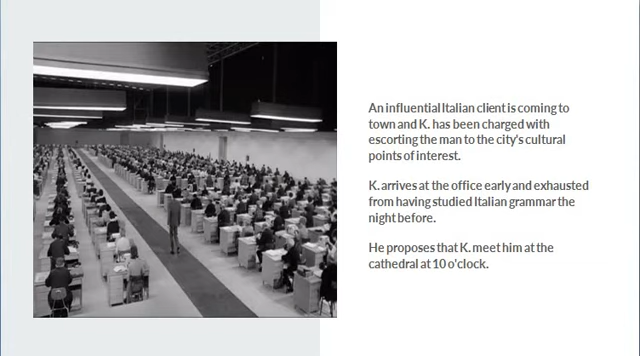 An influential Italian client is coming to
town and K. has been charged with
escorting the man to the city's cultural
points of interest.
K. arrives at the office early and exhausted
from having studied Italian grammar the
night before.
He proposes that K. meet him at the
cathedral at 10 o'clock.